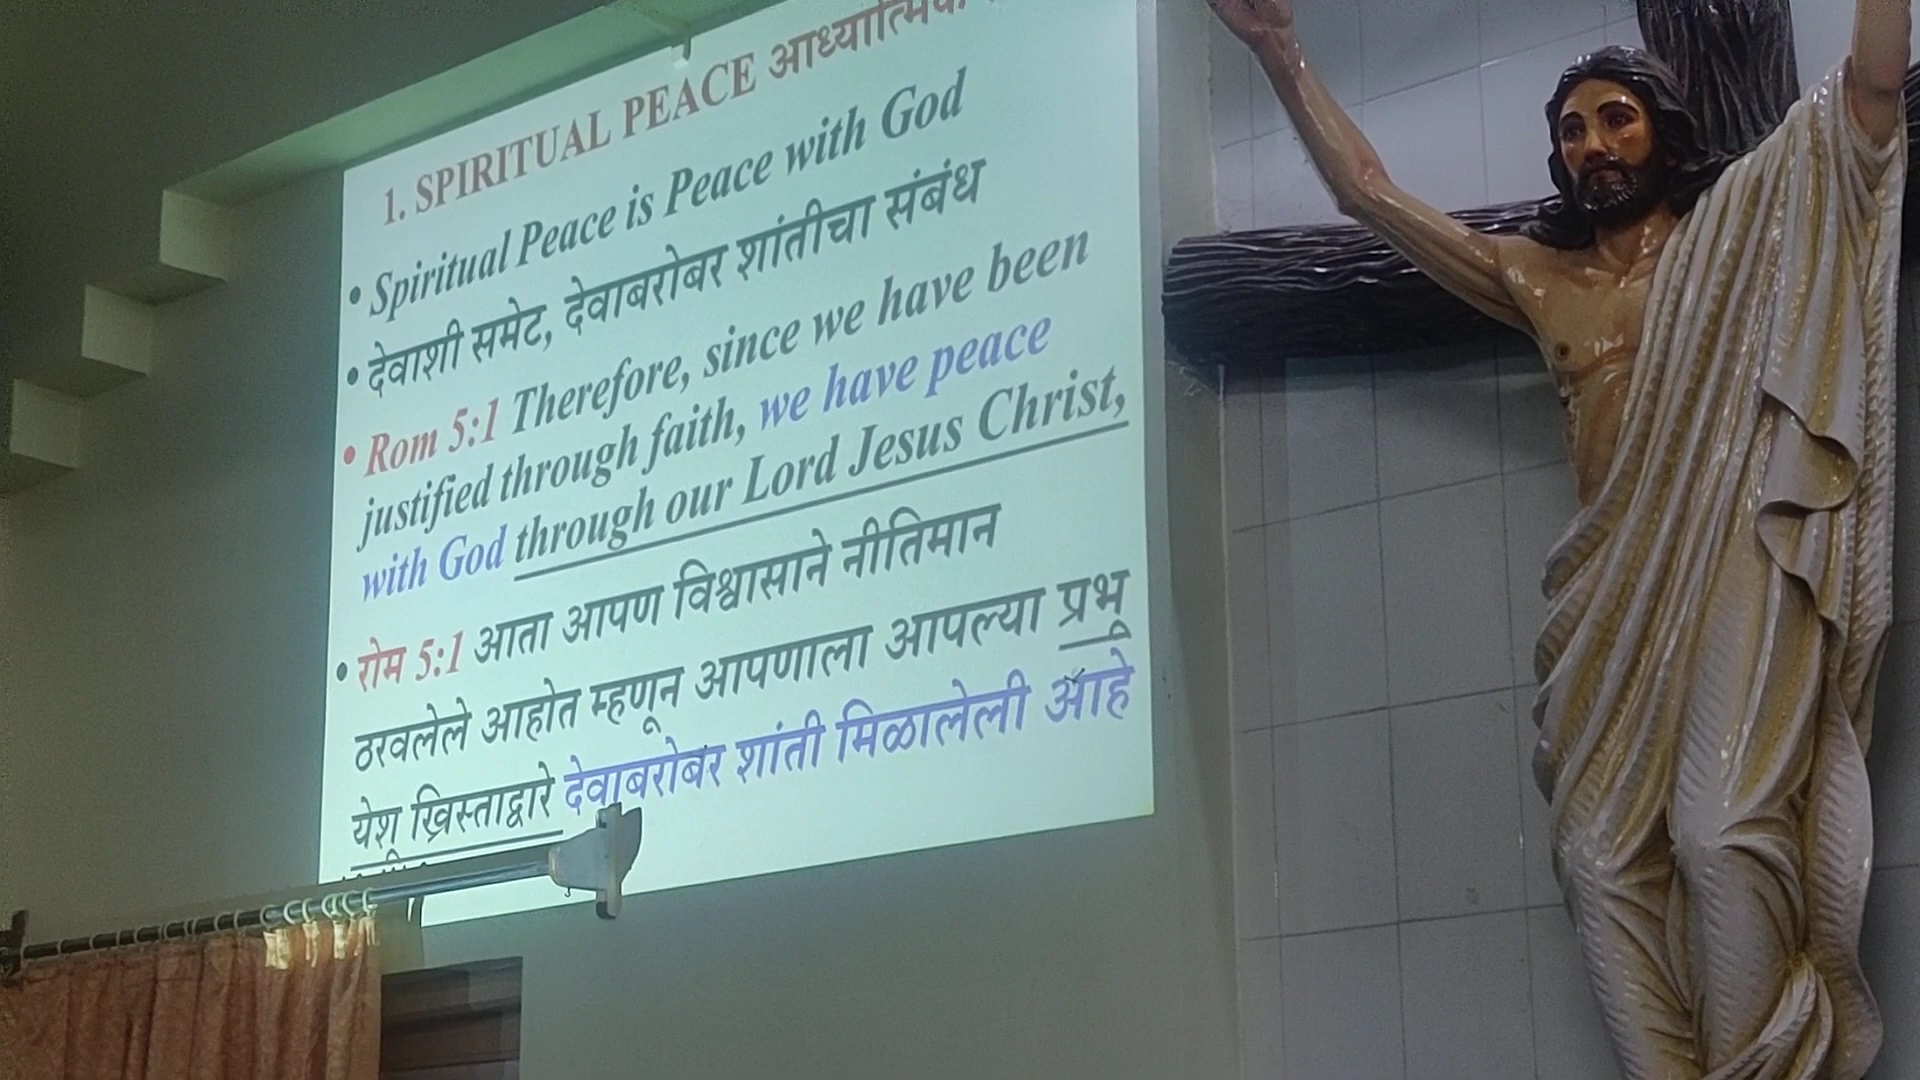 1. SPIRITUAL PEACE आध्यात्मिक
• Spiritual Peace is Peace with God
• देवाशी समेट, देवाबरोबर शांतीचा संबंध
• Rom 5:1 Therefore, since we have been
justified through faith, we have peace
with God through our Lord Jesus Christ,
• रोम 5:1 आता आपण विश्वासाने नीतिमान
ठरवलेले आहोत म्हणून आपणाला आपल्या प्रभू
येशू ख्रिस्ताद्वारे देवाबरोबर शांती मिळालेली आहे